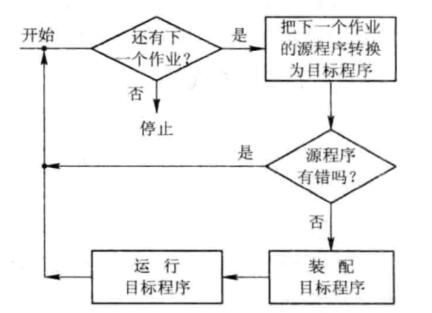 开始
还有下
一个作业？
是
把下一个作业
的源程序转换
为目标程序
否
停止
是
源程序
有错吗？
否
运 行
目标程序
装 配
目标程序